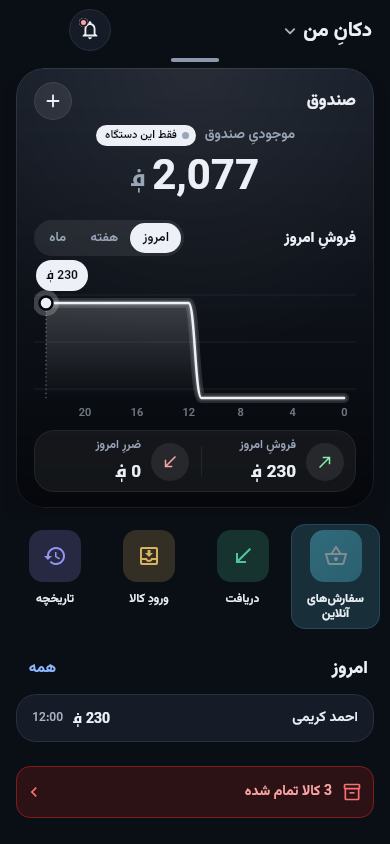 دکانِ من
صندوق
موجودیِ صندوق فقط این دستگاه
2,077 ؋
فروشِ امروز امروز هفته ماه
230 ؋
0 4 8 12 16 20
فروشِ امروز ضررِ امروز
230 ؋ 0 ؋
سفارش‌های آنلاین دریافت ورودِ کالا تاریخچه
امروز همه
احمد کریمی 230 ؋ 12:00
3 کالا تمام شده